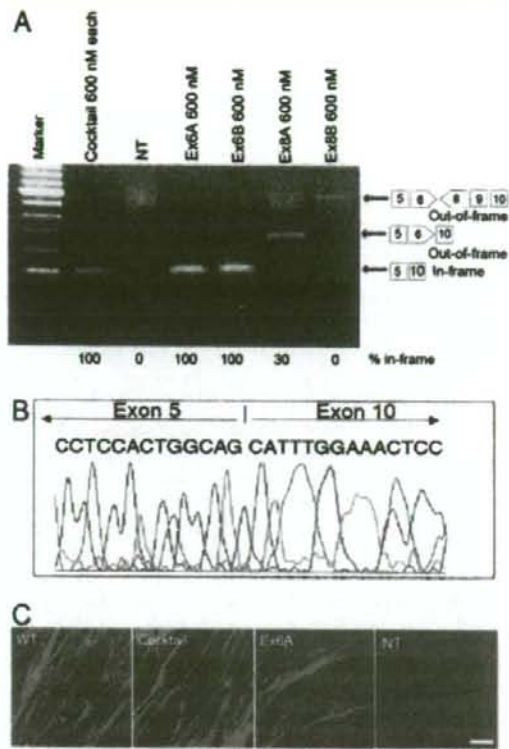 A
Marker
Cocktail 600 nM each
NT
Ex6A 600 nM
Ex6B 600 nM
Ex8A 600 nM
Ex8B 600 nM
5 6 8 9 10
Out-of-frame
5 6 10
Out-of-frame
5 10 In-frame
100 0 100 100 30 0 % in-frame
B
Exon 5 Exon 10
CCTCCACTGGCAG CATTTGGAAACTCC
C
WT
Cocktail
Ex6A
NT